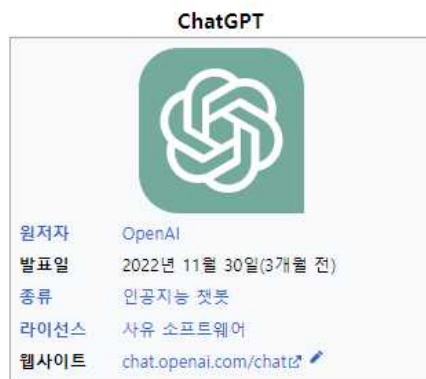 ChatGPT
원저자 OpenAI
발표일 2022년 11월 30일(3개월 전)
종류 인공지능 챗봇
라이선스 사유 소프트웨어
웹사이트 chat.openai.com/chat